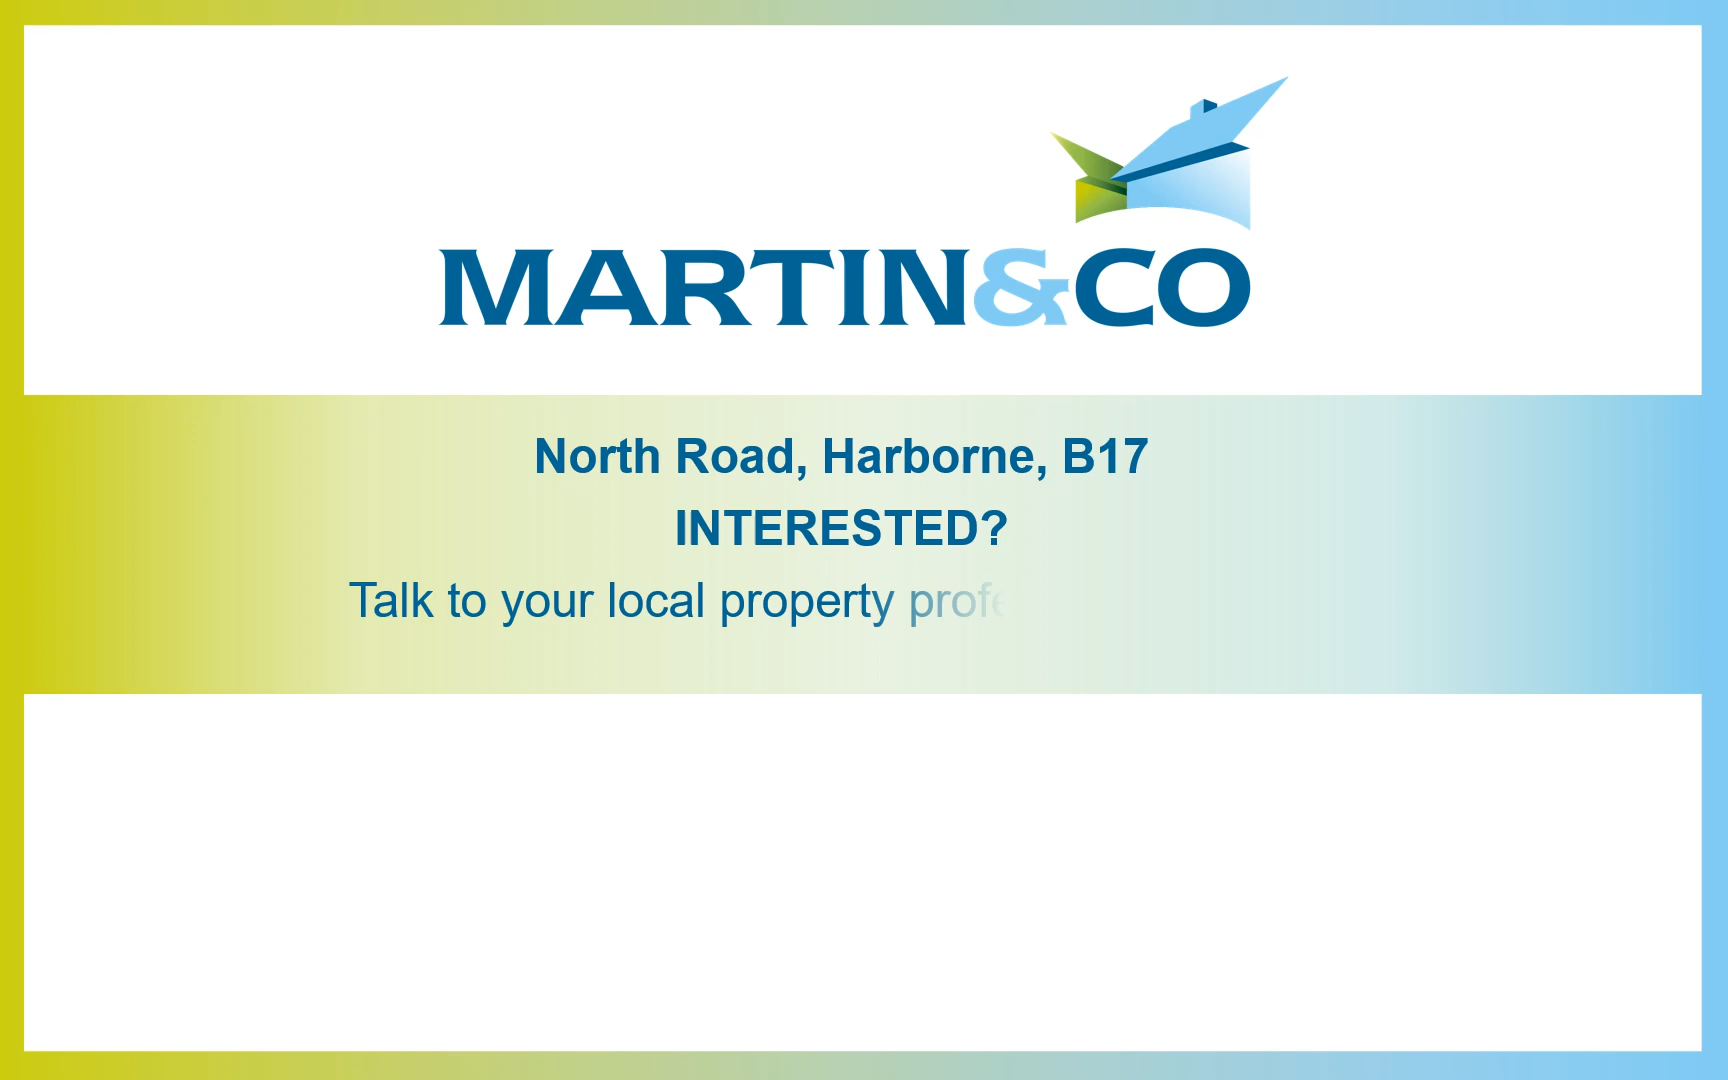 MARTIN&CO
North Road, Harborne, B17
INTERESTED?
Talk to your local property